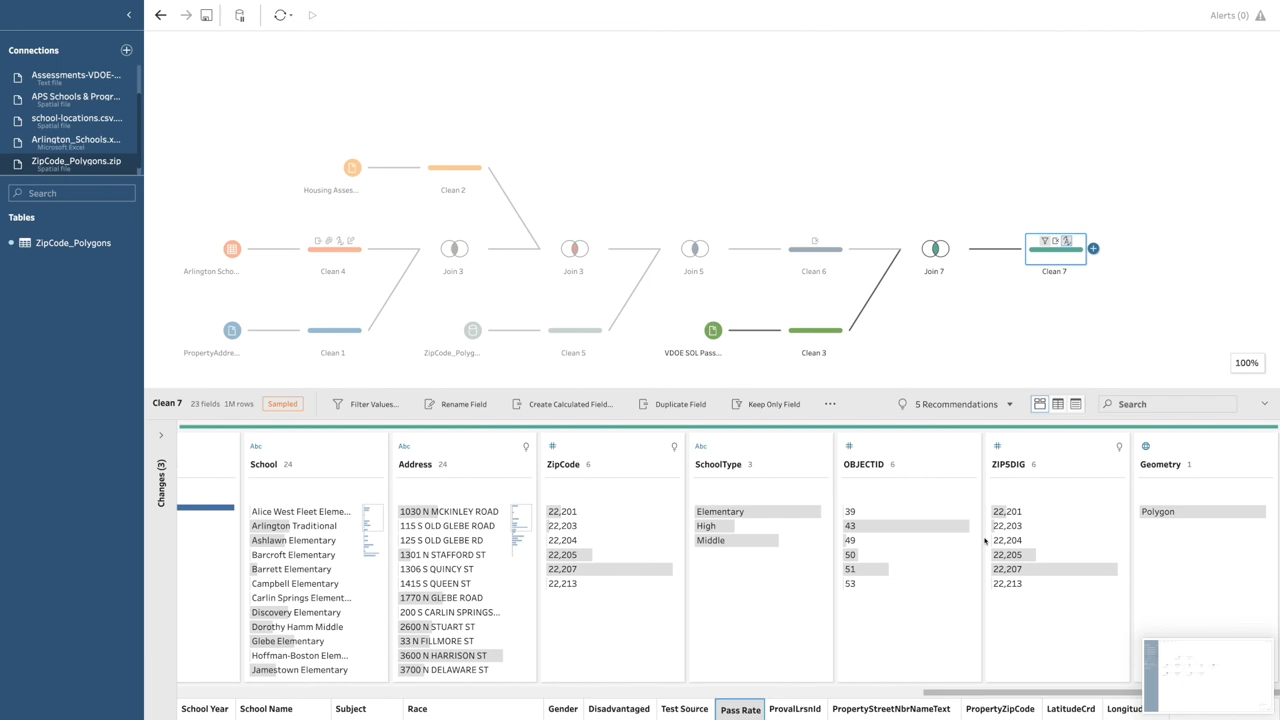 Alerts (0)
Connections
Assessments-VDOE-...
Text file
APS Schools & Progr...
Spatial file
school-locations.csv....
Spatial file
Arlington_Schools.x...
Microsoft Excel
ZipCode_Polygons.zip
Spatial file
Search
Tables
ZipCode_Polygons
Housing Asses...
Clean 2
Arlington Scho...
Clean 4
Join 3
Join 3
Join 5
Clean 6
Join 7
Clean 7
PropertyAddre...
Clean 1
ZipCode_Polyg...
Clean 5
VDOE SOL Pass...
Clean 3
100%
Clean 7 23 fields 1M rows Sampled Filter Values... Rename Field Create Calculated Field... Duplicate Field Keep Only Field ... 5 Recommendations Search
Changes (3)
Abc
School 24
Alice West Fleet Eleme...
Arlington Traditional
Ashlawn Elementary
Barcroft Elementary
Barrett Elementary
Campbell Elementary
Carlin Springs Element...
Discovery Elementary
Dorothy Hamm Middle
Glebe Elementary
Hoffman-Boston Elem...
Jamestown Elementary
Abc
Address 24
1030 N MCKINLEY ROAD
115 S OLD GLEBE ROAD
125 S OLD GLEBE RD
1301 N STAFFORD ST
1306 S QUINCY ST
1415 S QUEEN ST
1770 N GLEBE ROAD
200 S CARLIN SPRINGS...
2600 N STUART ST
33 N FILLMORE ST
3600 N HARRISON ST
3700 N DELAWARE ST
#
ZipCode 6
22,201
22,203
22,204
22,205
22,207
22,213
Abc
SchoolType 3
Elementary
High
Middle
#
OBJECTID 6
39
43
49
50
51
53
#
ZIP5DIG 6
22,201
22,203
22,204
22,205
22,207
22,213
Geometry 1
Polygon
School Year School Name Subject Race Gender Disadvantaged Test Source Pass Rate ProvalLrsnId PropertyStreetNbrNameText PropertyZipCode LatitudeCrd